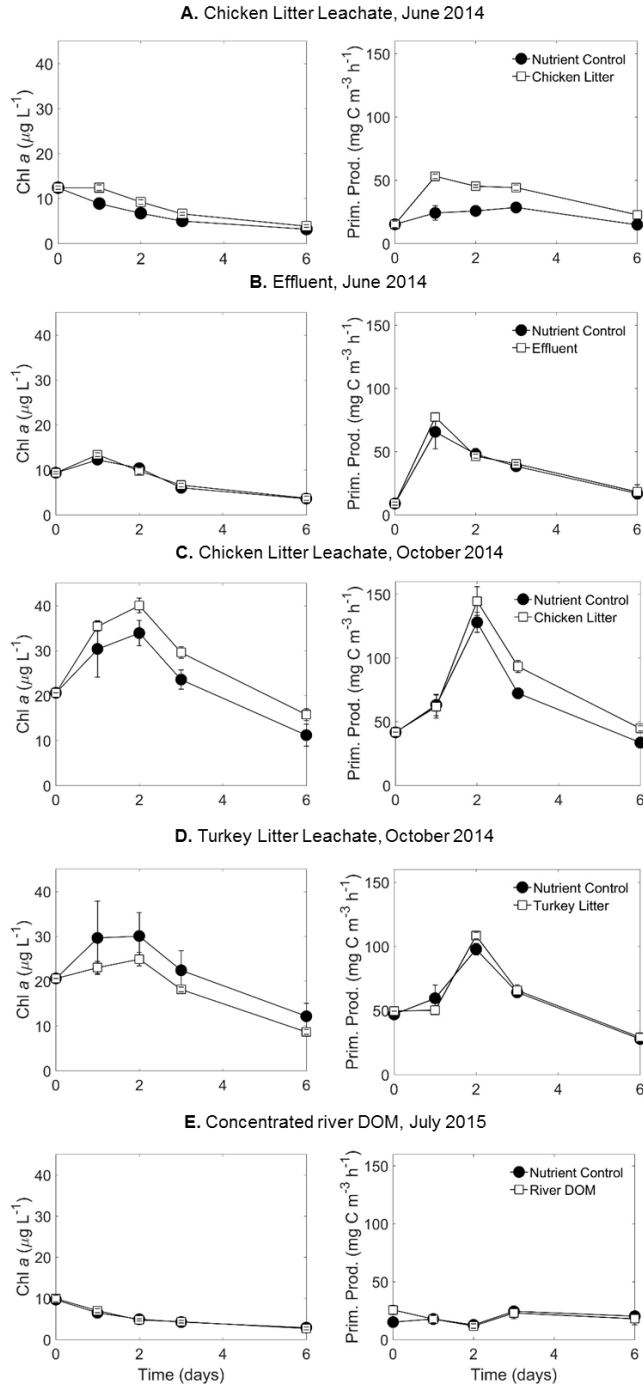 A. Chicken Litter Leachate, June 2014
40
30
20
10
0
Chl a (μg L⁻¹)
0 2 4 6
150
100
50
0
Prim. Prod. (mg C m⁻³ h⁻¹)
0 2 4 6
Nutrient Control
Chicken Litter
B. Effluent, June 2014
40
30
20
10
0
Chl a (μg L⁻¹)
0 2 4 6
150
100
50
0
Prim. Prod. (mg C m⁻³ h⁻¹)
0 2 4 6
Nutrient Control
Effluent
C. Chicken Litter Leachate, October 2014
40
30
20
10
0
Chl a (μg L⁻¹)
0 2 4 6
150
100
50
0
Prim. Prod. (mg C m⁻³ h⁻¹)
0 2 4 6
Nutrient Control
Chicken Litter
D. Turkey Litter Leachate, October 2014
40
30
20
10
0
Chl a (μg L⁻¹)
0 2 4 6
150
100
50
0
Prim. Prod. (mg C m⁻³ h⁻¹)
0 2 4 6
Nutrient Control
Turkey Litter
E. Concentrated river DOM, July 2015
40
30
20
10
0
Chl a (μg L⁻¹)
0 2 4 6
Time (days)
150
100
50
0
Prim. Prod. (mg C m⁻³ h⁻¹)
0 2 4 6
Time (days)
Nutrient Control
River DOM